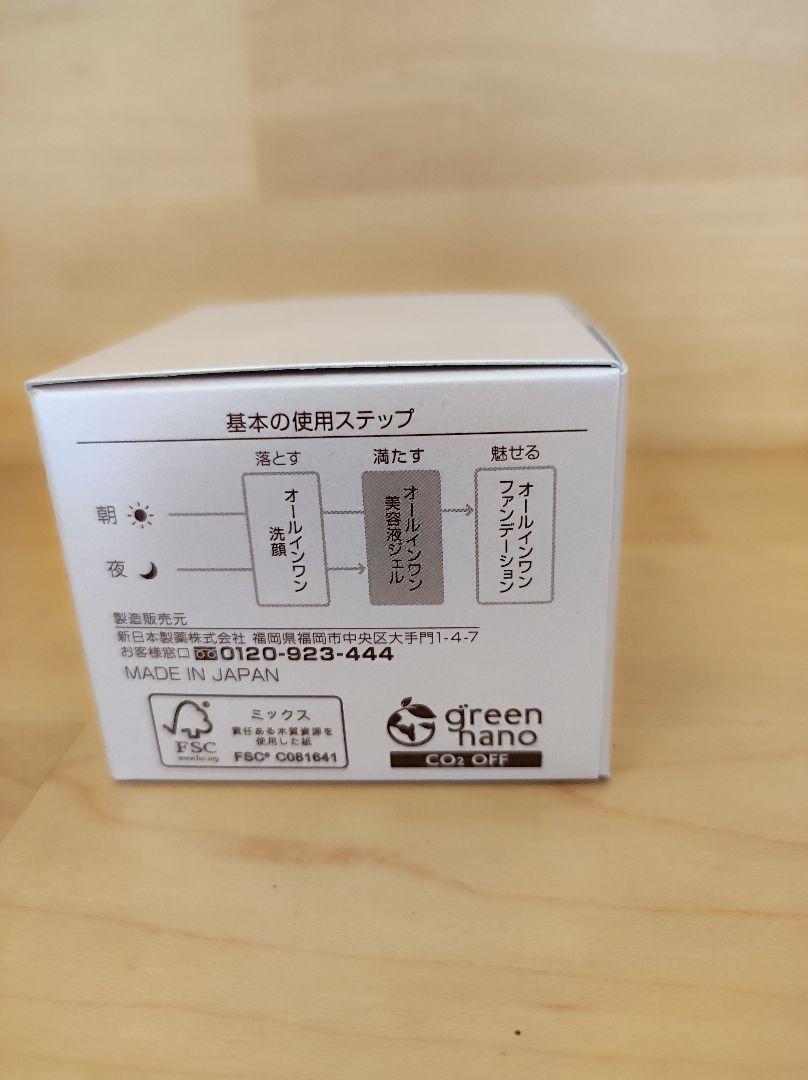 基本の使用ステップ
落とす 満たす 魅せる
朝
夜
オールインワン
洗顔
オールインワン
美容液ジェル
オールインワン
ファンデーション
製造販売元
新日本製薬株式会社 福岡県福岡市中央区大手門1-4-7
お客様窓口 0120-923-444
MADE IN JAPAN
FSC
www.fsc.org
ミックス
責任ある木質資源を
使用した紙
FSC® C081641
green
nano
CO2 OFF